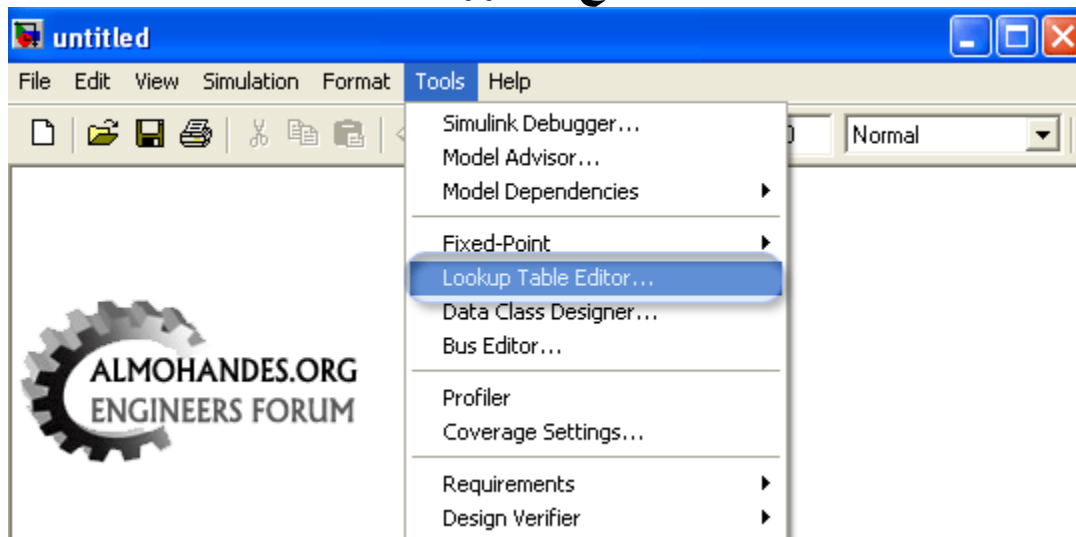 untitled
File Edit View Simulation Format Tools Help
Normal
Simulink Debugger...
Model Advisor...
Model Dependencies
Fixed-Point
Lookup Table Editor...
Data Class Designer...
Bus Editor...
Profiler
Coverage Settings...
Requirements
Design Verifier
ALMOHANDES.ORG
ENGINEERS FORUM